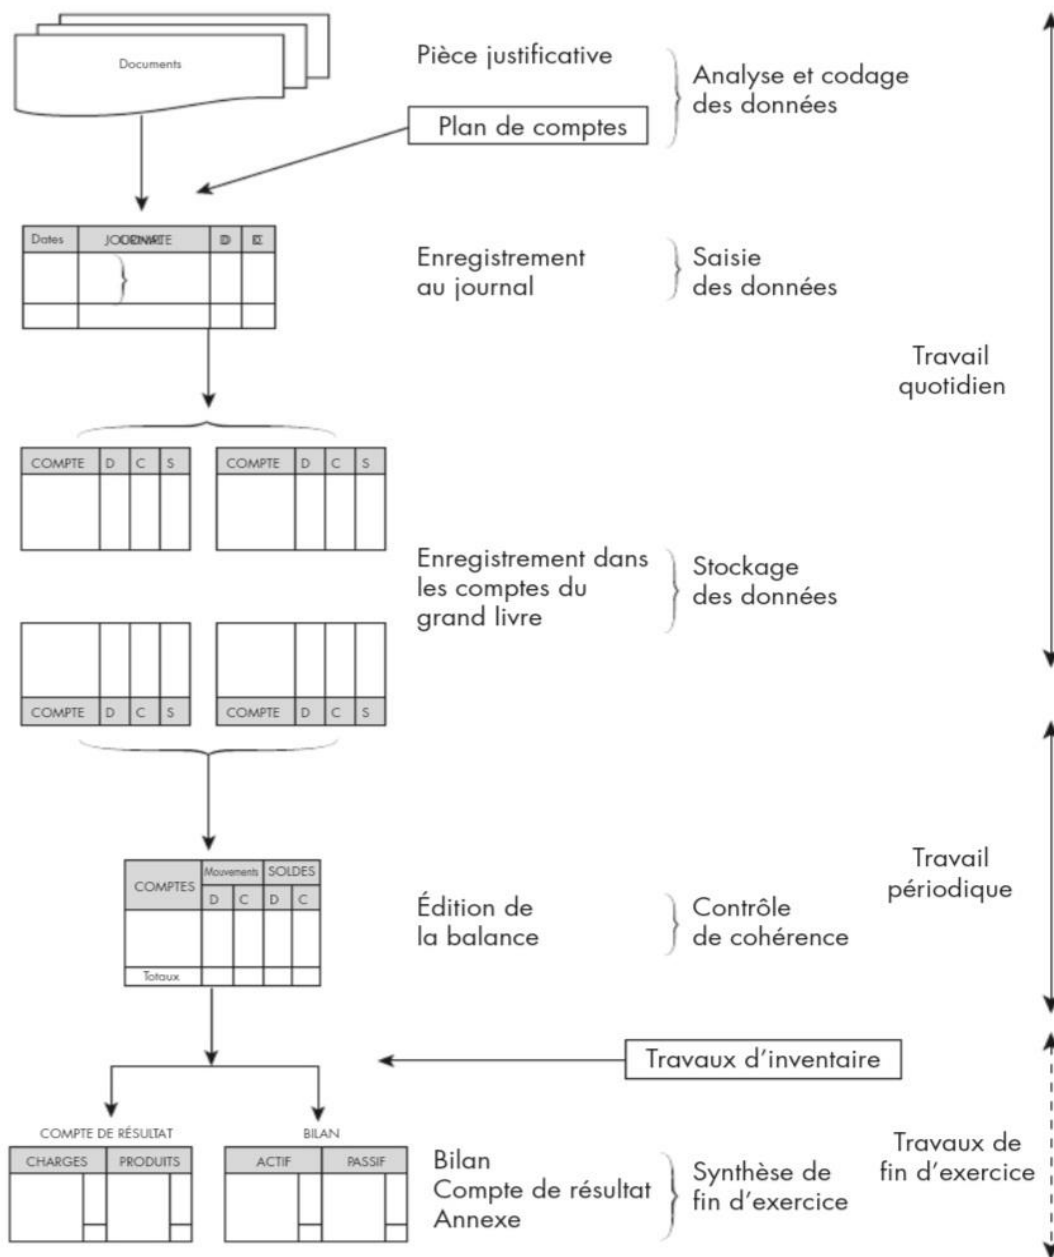 Documents
Pièce justificative
Plan de comptes
Analyse et codage
des données
Dates D
Enregistrement
au journal
Saisie
des données
Travail
quotidien
COMPTE D C S
COMPTE D C S
Enregistrement dans
les comptes du
grand livre
Stockage
des données
COMPTE D C S
COMPTE D C S
COMPTES Mouvements SOLDES
D C D C
Totaux
Édition de
la balance
Contrôle
de cohérence
Travail
périodique
Travaux d'inventaire
COMPTE DE RÉSULTAT
CHARGES PRODUITS
BILAN
ACTIF PASSIF
Bilan
Compte de résultat
Annexe
Synthèse de
fin d'exercice
Travaux de
fin d'exercice